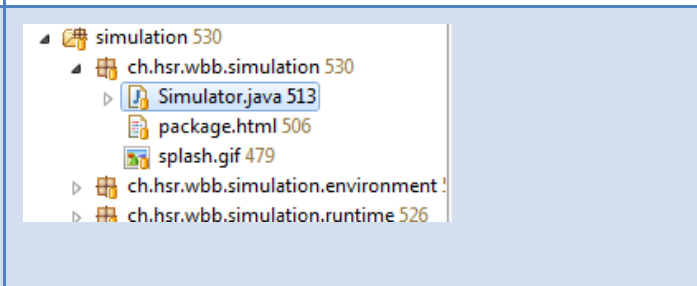 simulation 530
ch.hsr.wbb.simulation 530
Simulator.java 513
package.html 506
splash.gif 479
ch.hsr.wbb.simulation.environment
ch.hsr.wbb.simulation.runtime 526